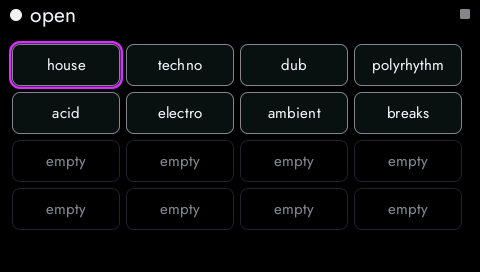 open
house techno dub polyrhythm
acid electro ambient breaks
empty empty empty empty
empty empty empty empty